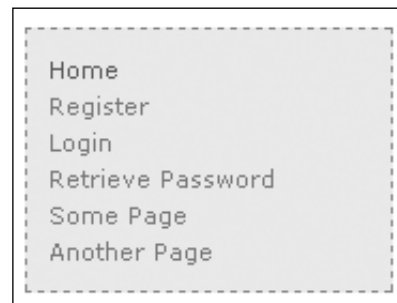 Home
Register
Login
Retrieve Password
Some Page
Another Page